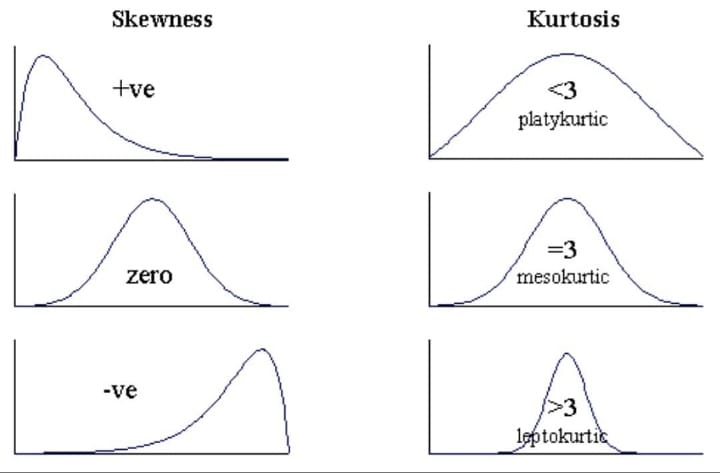 Skewness
+ve
zero
-ve
Kurtosis
<3
platykurtic
=3
mesokurtic
>3
leptokurtic